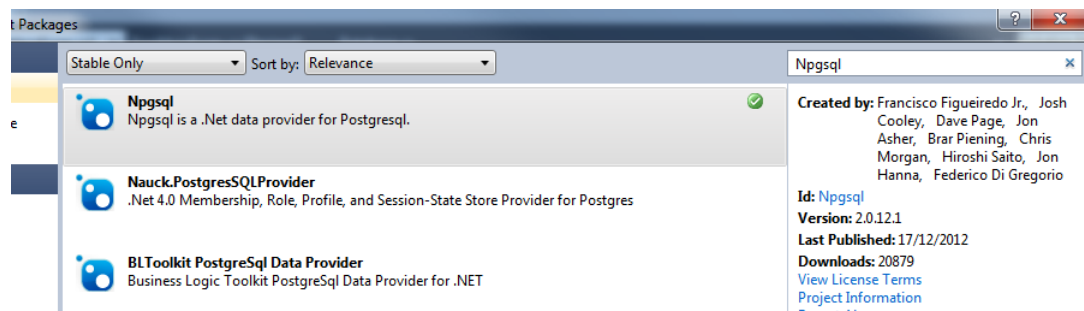 t Packages
Stable Only
Sort by: Relevance
Npgsql
e
Npgsql
Npgsql is a .Net data provider for Postgresql.
Nauck.PostgresSQLProvider
.Net 4.0 Membership, Role, Profile, and Session-State Store Provider for Postgres
BLToolkit PostgreSql Data Provider
Business Logic Toolkit PostgreSql Data Provider for .NET
Created by: Francisco Figueiredo Jr., Josh
Cooley, Dave Page, Jon
Asher, Brar Piening, Chris
Morgan, Hiroshi Saito, Jon
Hanna, Federico Di Gregorio
Id: Npgsql
Version: 2.0.12.1
Last Published: 17/12/2012
Downloads: 20879
View License Terms
Project Information